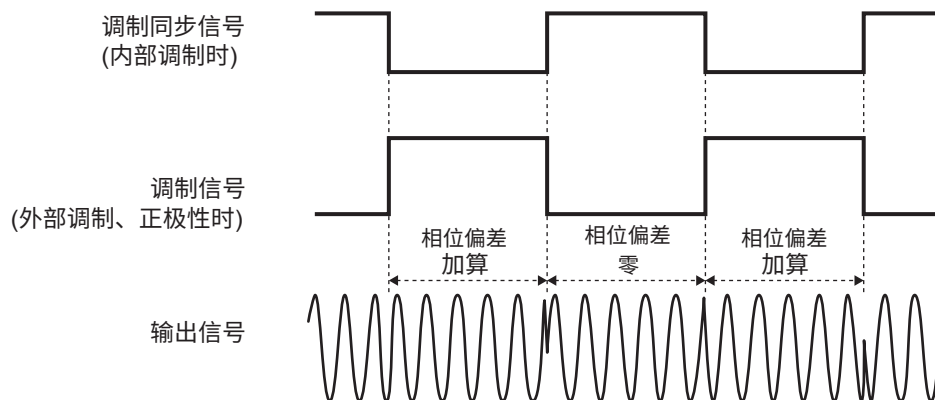 调制同步信号
(内部调制时)
调制信号
(外部调制、正极性时)
相位偏差
加算
相位偏差
零
相位偏差
加算
输出信号